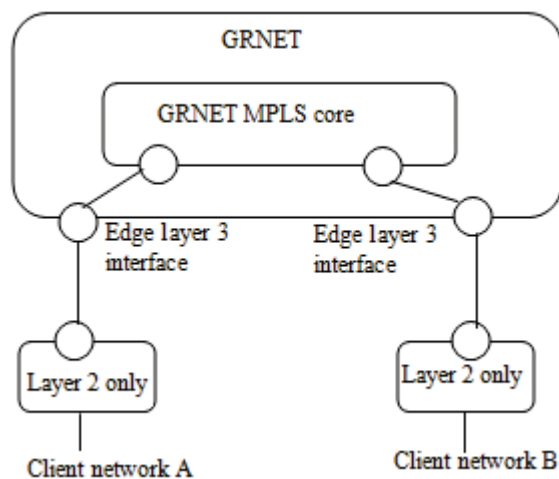 GRNET
GRNET MPLS core
Edge layer 3
interface
Edge layer 3
interface
Layer 2 only
Layer 2 only
Client network A
Client network B